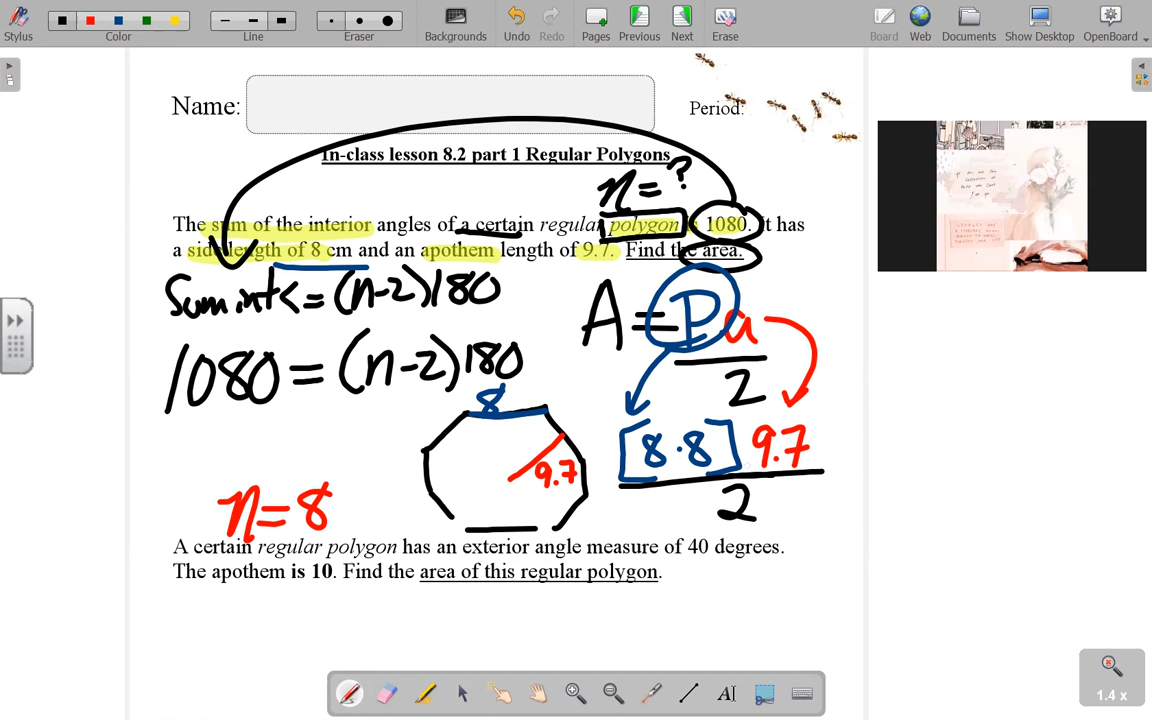 Stylus Color Line Eraser Backgrounds Undo Redo Pages Previous Next Erase Board Web Documents Show Desktop OpenBoard
Name: Period:
In-class lesson 8.2 part 1 Regular Polygons
n = ?
The sum of the interior angles of a certain regular polygon is 1080. It has
a side length of 8 cm and an apothem length of 9.7. Find the area.
Sum int < = (n-2)180
A = Pa
2
1080 = (n-2)180
8
[8·8] 9.7
2
9.7
n = 8
A certain regular polygon has an exterior angle measure of 40 degrees.
The apothem is 10. Find the area of this regular polygon.
1.4 x